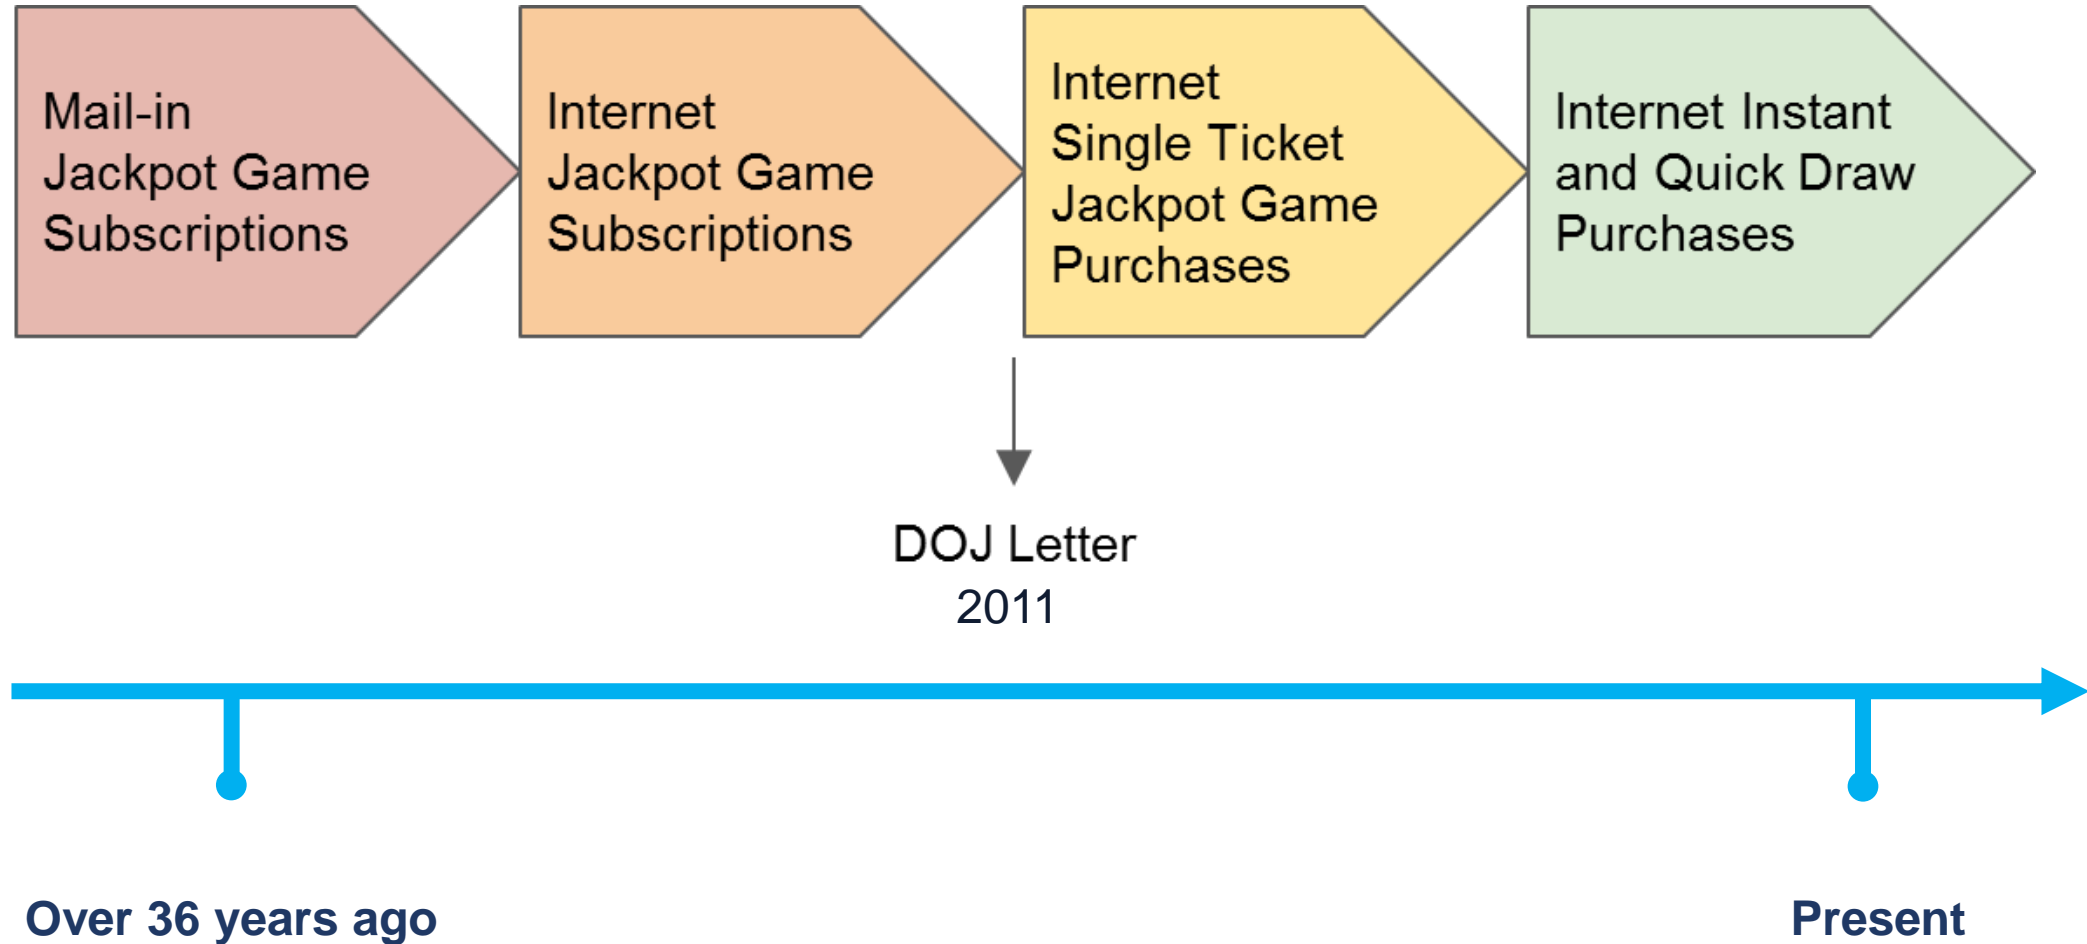 Mail-in
Jackpot Game
Subscriptions
Internet
Jackpot Game
Subscriptions
Internet
Single Ticket
Jackpot Game
Purchases
Internet Instant
and Quick Draw
Purchases
DOJ Letter
2011
Over 36 years ago
Present